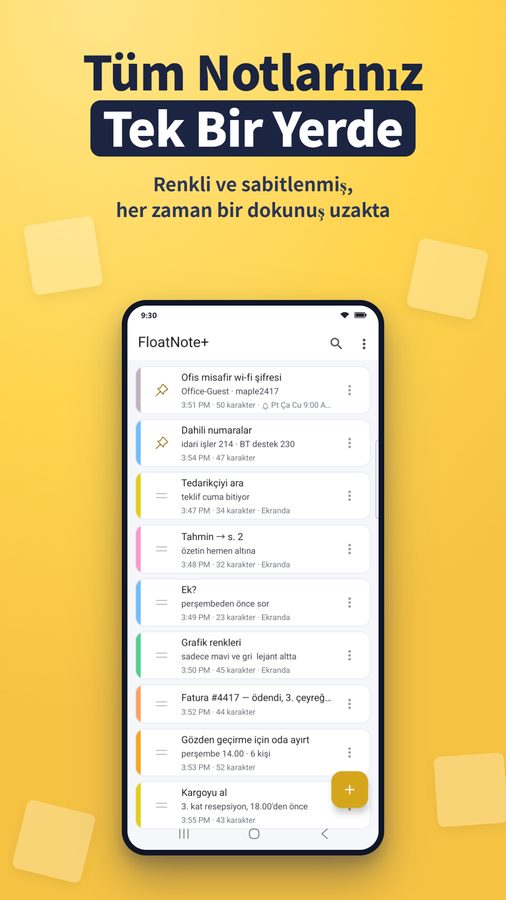 Tüm Notlarınız
Tek Bir Yerde
Renkli ve sabitlenmiş,
her zaman bir dokunuş uzakta
9:30
FloatNote+
Ofis misafir wi-fi şifresi
Office-Guest · maple2417
3:51 PM · 50 karakter · Pt Ça Cu 9:00 A…
Dahili numaralar
idari işler 214 · BT destek 230
3:54 PM · 47 karakter
Tedarikçiyi ara
teklif cuma bitiyor
3:47 PM · 34 karakter · Ekranda
Tahmin → s. 2
özetin hemen altına
3:48 PM · 32 karakter · Ekranda
Ek?
perşembeden önce sor
3:49 PM · 23 karakter · Ekranda
Grafik renkleri
sadece mavi ve gri lejant altta
3:50 PM · 45 karakter · Ekranda
Fatura #4417 — ödendi, 3. çeyreğ…
3:52 PM · 44 karakter
Gözden geçirme için oda ayırt
perşembe 14.00 · 6 kişi
3:53 PM · 52 karakter
Kargoyu al
3. kat resepsiyon, 18.00'den önce
3:55 PM · 43 karakter